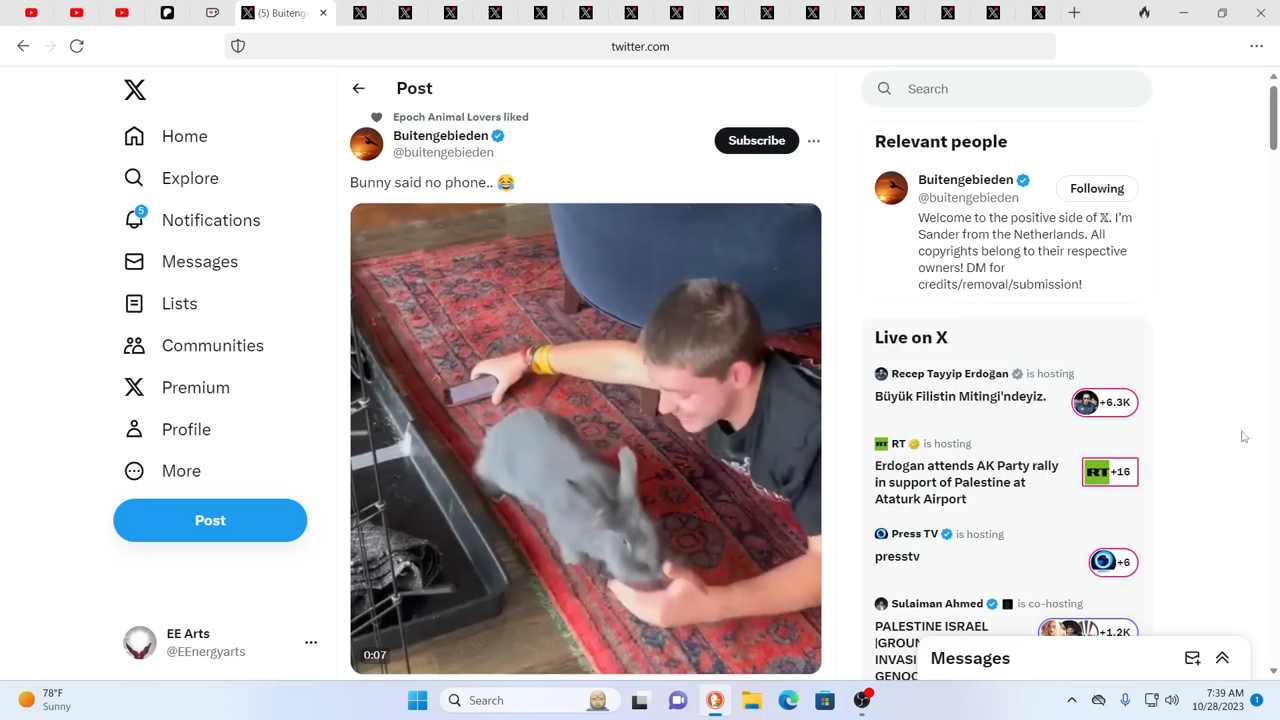 (5) Buitenge
twitter.com
Home
Explore
5
Notifications
Messages
Lists
Communities
Premium
Profile
More
Post
EE Arts
@EEnergyarts
Post
Epoch Animal Lovers liked
Buitengebieden
@buitengebieden
Subscribe
Bunny said no phone.. 😂
0:07
Search
Relevant people
Buitengebieden
@buitengebieden
Following
Welcome to the positive side of 𝕏. I'm
Sander from the Netherlands. All
copyrights belong to their respective
owners! DM for
credits/removal/submission!
Live on X
Recep Tayyip Erdoğan is hosting
Büyük Filistin Mitingi'ndeyiz.
+6.3K
RT is hosting
Erdogan attends AK Party rally
in support of Palestine at
Ataturk Airport
RT +16
Press TV is hosting
presstv
+6
Sulaiman Ahmed is co-hosting
PALESTINE ISRAEL
+1.2K
Messages
78°F
Sunny
Search
7:39 AM
10/28/2023
1